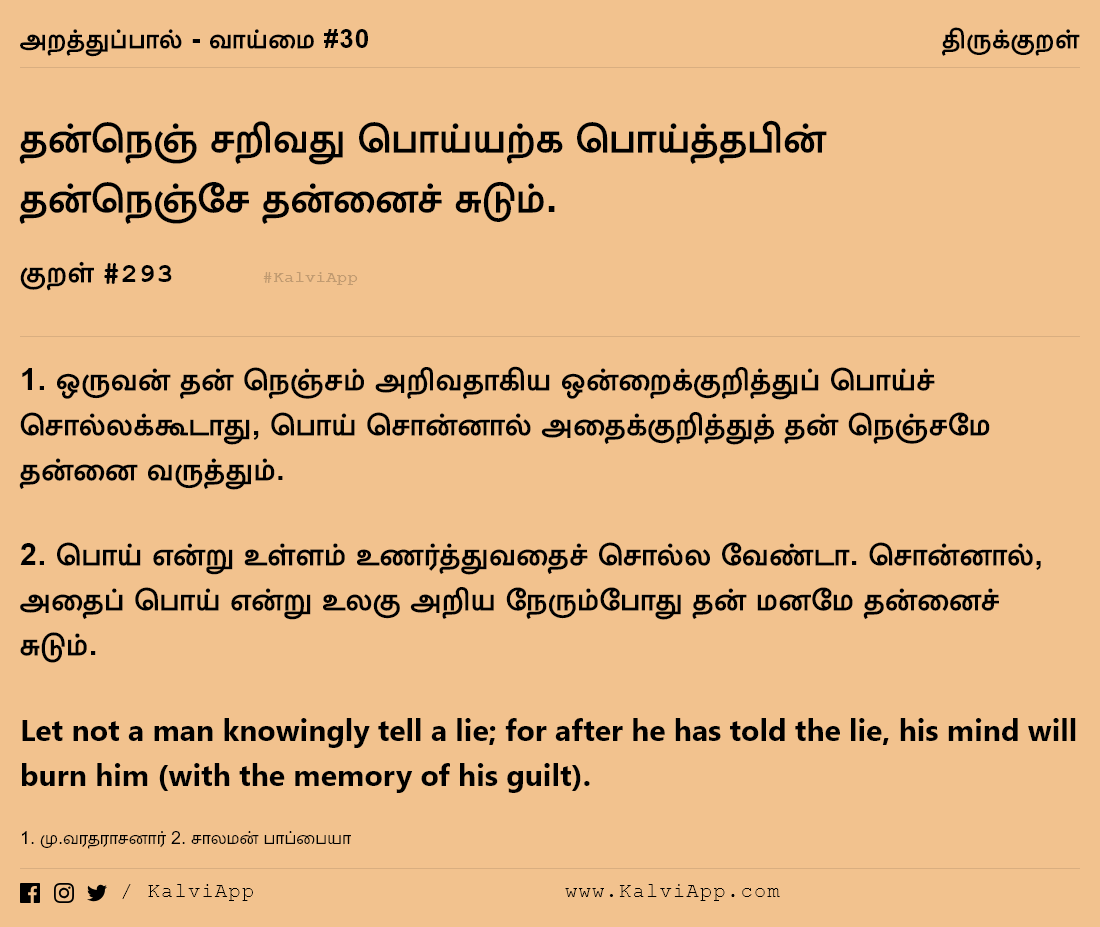 அறத்துப்பால் - வாய்மை #30
திருக்குறள்
தன்நெஞ் சறிவது பொய்யற்க பொய்த்தபின்
தன்நெஞ்சே தன்னைச் சுடும்.
குறள் #293
#KalviApp
1. ஒருவன் தன் நெஞ்சம் அறிவதாகிய ஒன்றைக்குறித்துப் பொய்ச்
சொல்லக்கூடாது, பொய் சொன்னால் அதைக்குறித்துத் தன் நெஞ்சமே
தன்னை வருத்தும்.
2. பொய் என்று உள்ளம் உணர்த்துவதைச் சொல்ல வேண்டா. சொன்னால்,
அதைப் பொய் என்று உலகு அறிய நேரும்போது தன் மனமே தன்னைச்
சுடும்.
Let not a man knowingly tell a lie; for after he has told the lie, his mind will
burn him (with the memory of his guilt).
1. மு.வரதராசனார் 2. சாலமன் பாப்பையா
/ KalviApp
www.KalviApp.com